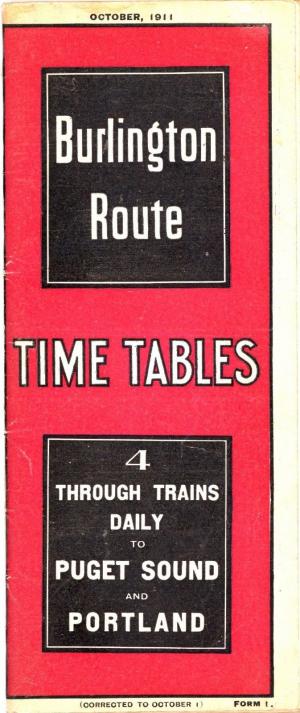 OCTOBER, 1911
Burlington
Route
TIME TABLES
4
THROUGH TRAINS
DAILY
TO
PUGET SOUND
AND
PORTLAND
(CORRECTED TO OCTOBER 1) FORM 1.